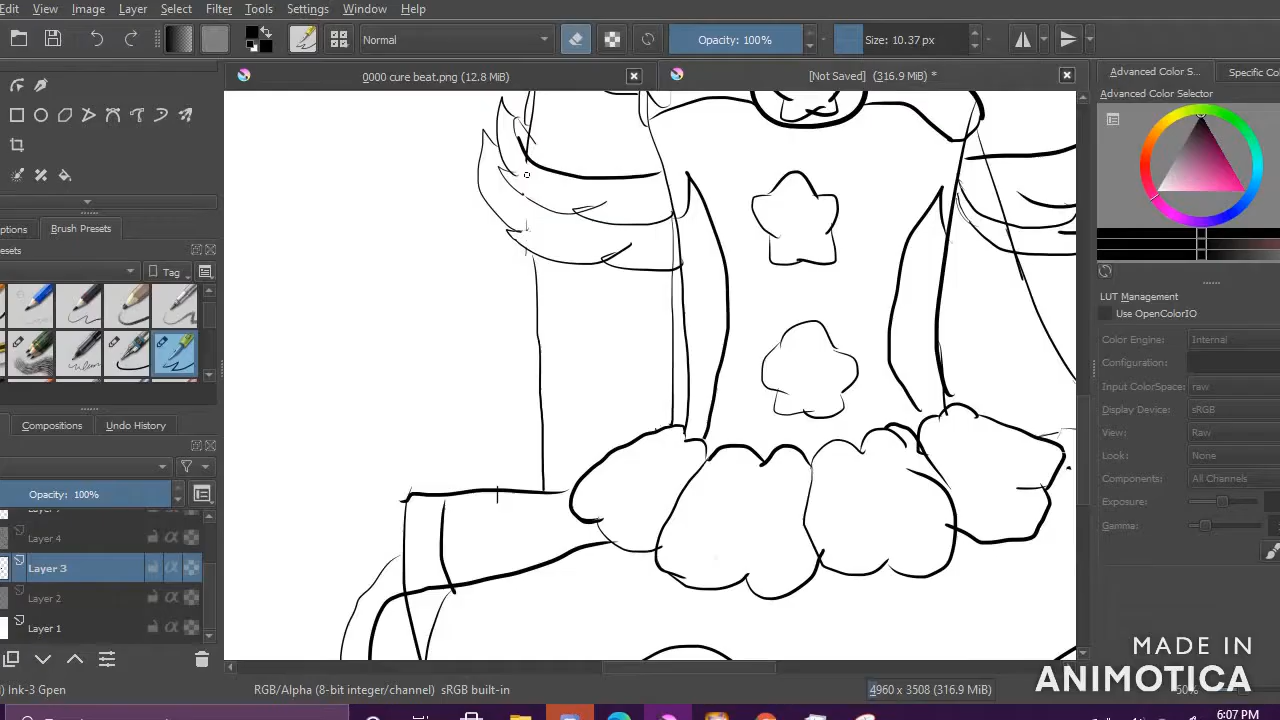 Edit View Image Layer Select Filter Tools Settings Window Help
Normal Opacity: 100% Size: 10.37 px
0000 cure beat.png (12.8 MiB) [Not Saved] (316.9 MiB) * Advanced Color S... Specific Co
Advanced Color Selector
ptions Brush Presets
esets
Tag
LUT Management
Use OpenColorIO
Color Engine: Internal
Configuration:
Input ColorSpace: raw
Display Device: sRGB
View: Raw
Look: None
Components: All Channels
Exposure:
Gamma:
Compositions Undo History
Opacity: 100%
Layer 4
Layer 3
Layer 2
Layer 1
) Ink-3 Gpen RGB/Alpha (8-bit integer/channel) sRGB built-in 4960 x 3508 (316.9 MiB) 50%
MADE IN
ANIMOTICA
6:07 PM